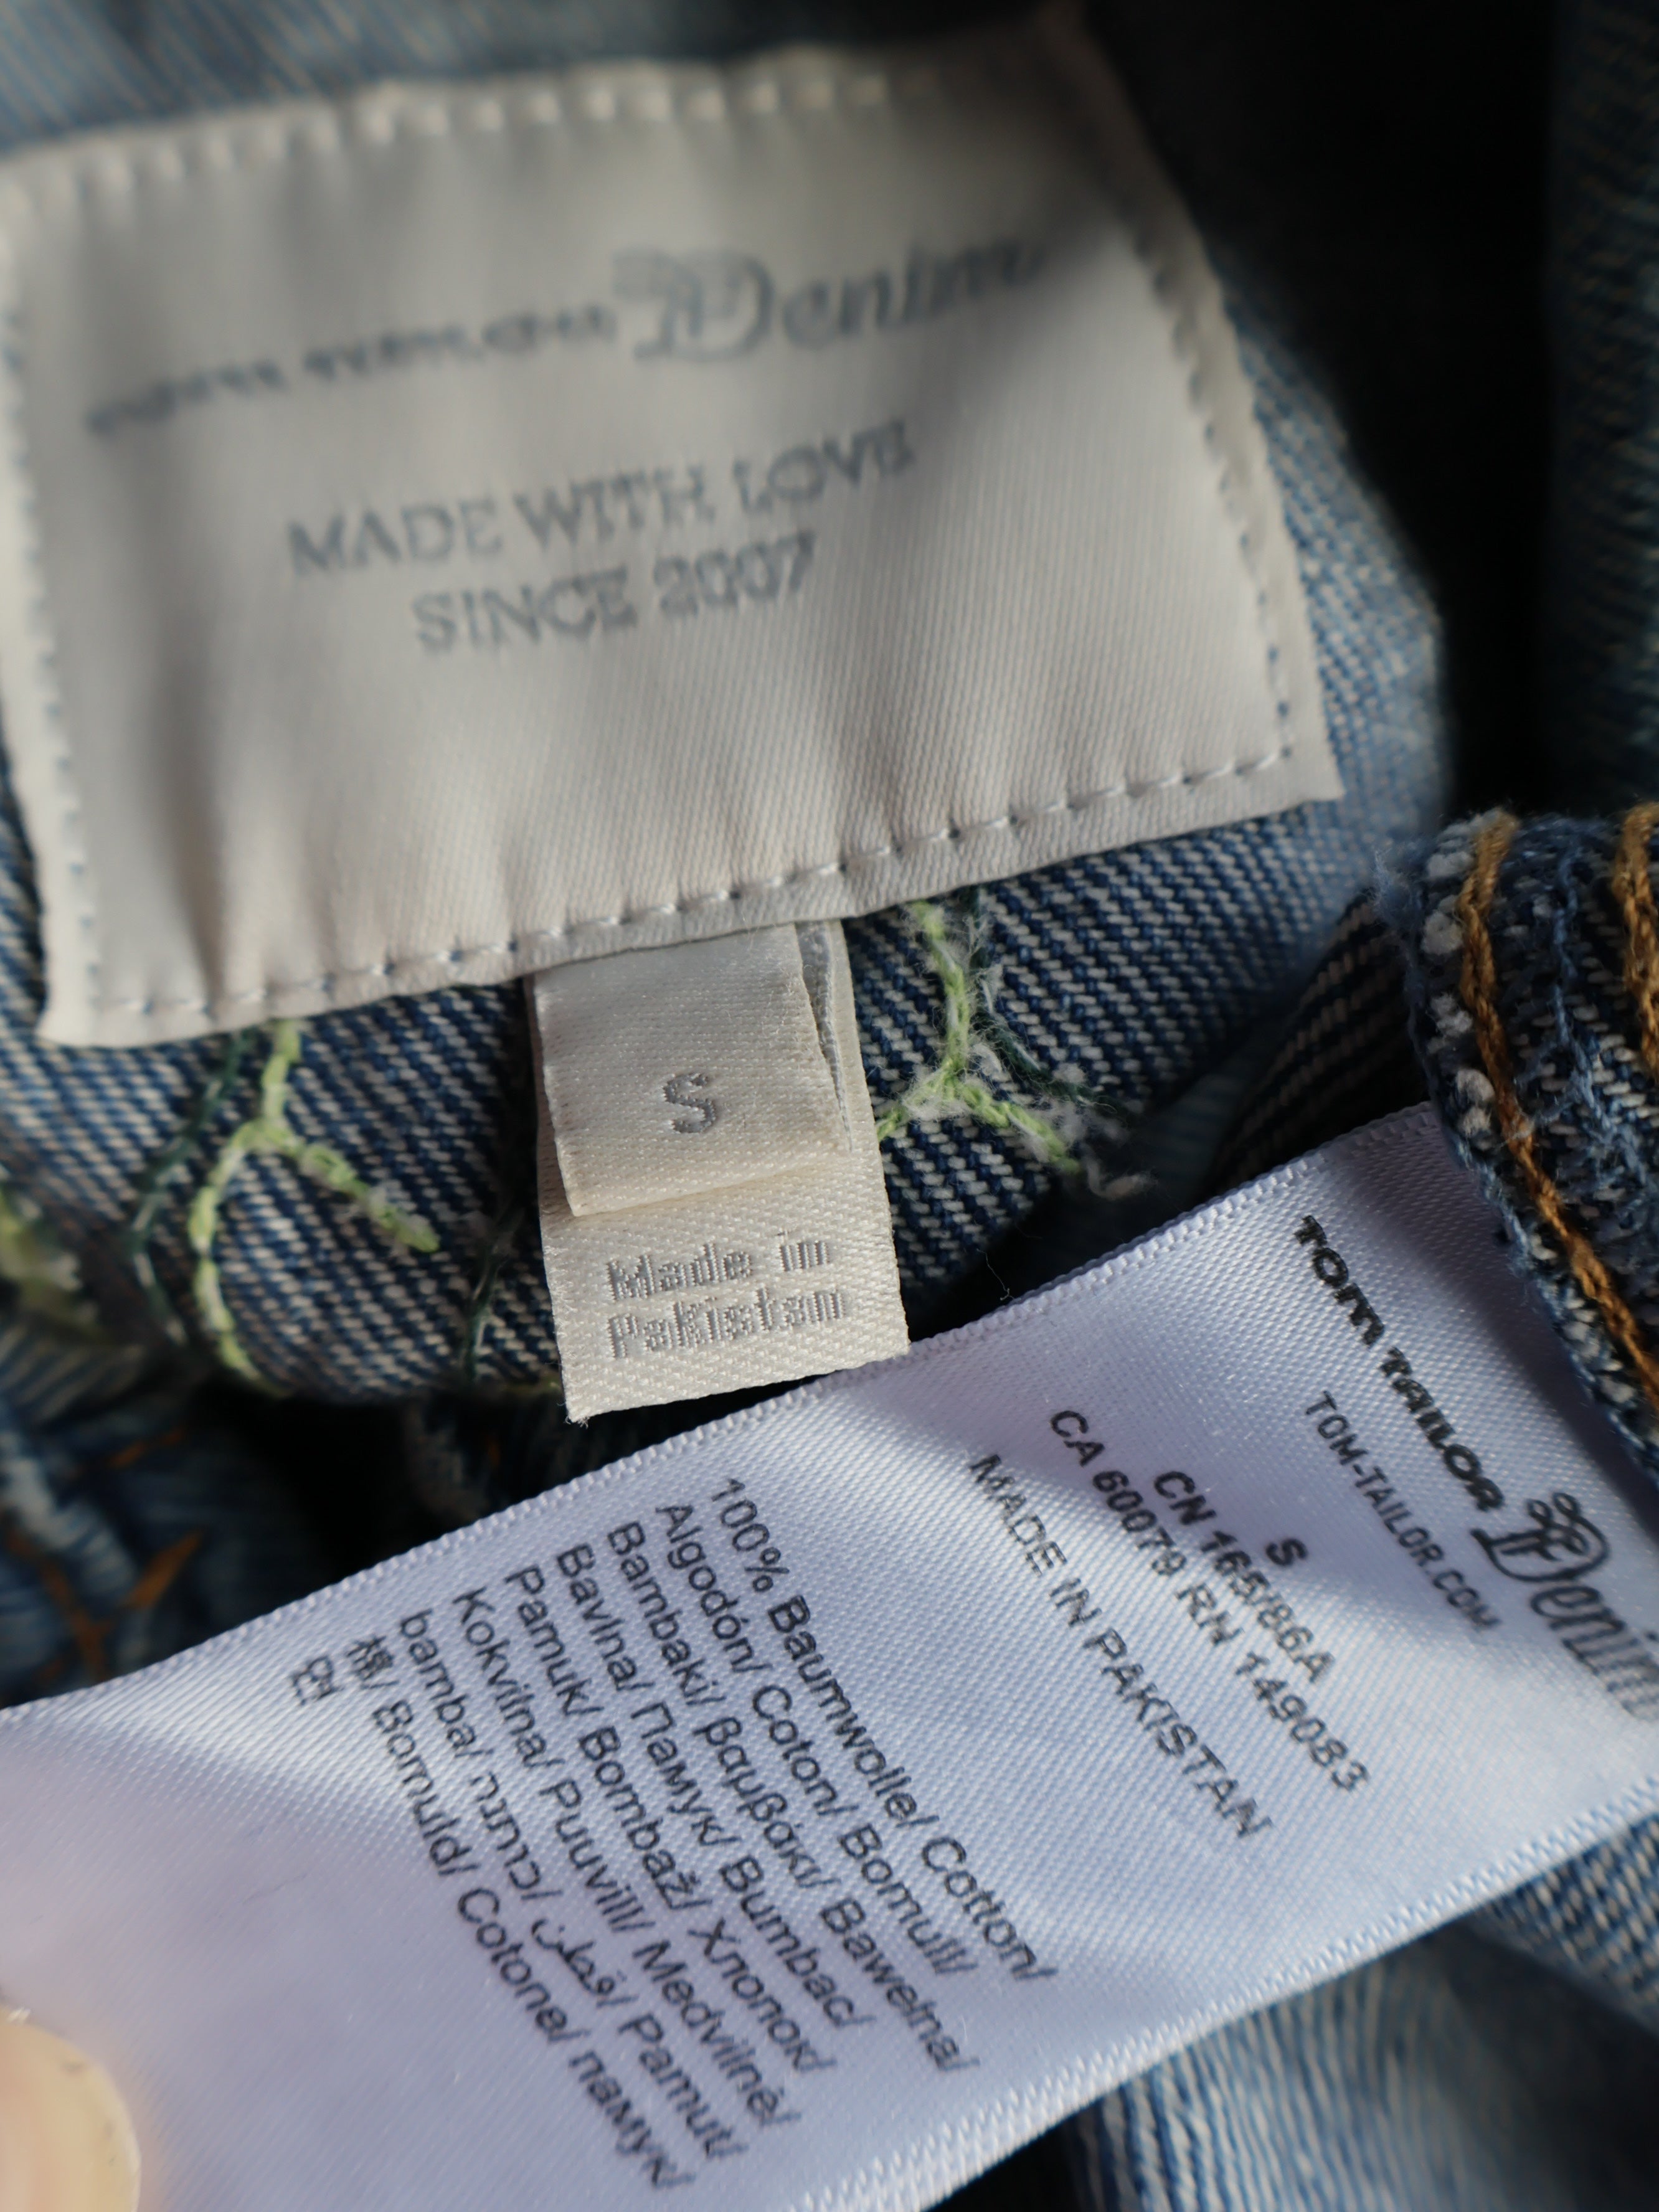 TOM TAILOR Denim
MADE WITH LOVE
SINCE 2007
S
Made in
Pakistan
TOM TAILOR Denim
TOM-TAILOR.COM
S
CN 165/86A
CA 60079 RN 149083
MADE IN PAKISTAN
100% Baumwolle/ Cotton/
Algodón/ Coton/ Bomull/
Bambaki/ βαμβάκι/ Bawełna/
Bavlna/ Памук/ Bumbac/
Pamuk/ Bombaž/ Хлопок/
Kokvilna/ Puuvill/ Medvilnė/
bamba/ כותנה/ قطن/ Pamut/
棉/ Bomuld/ Cotone/ памук/
면